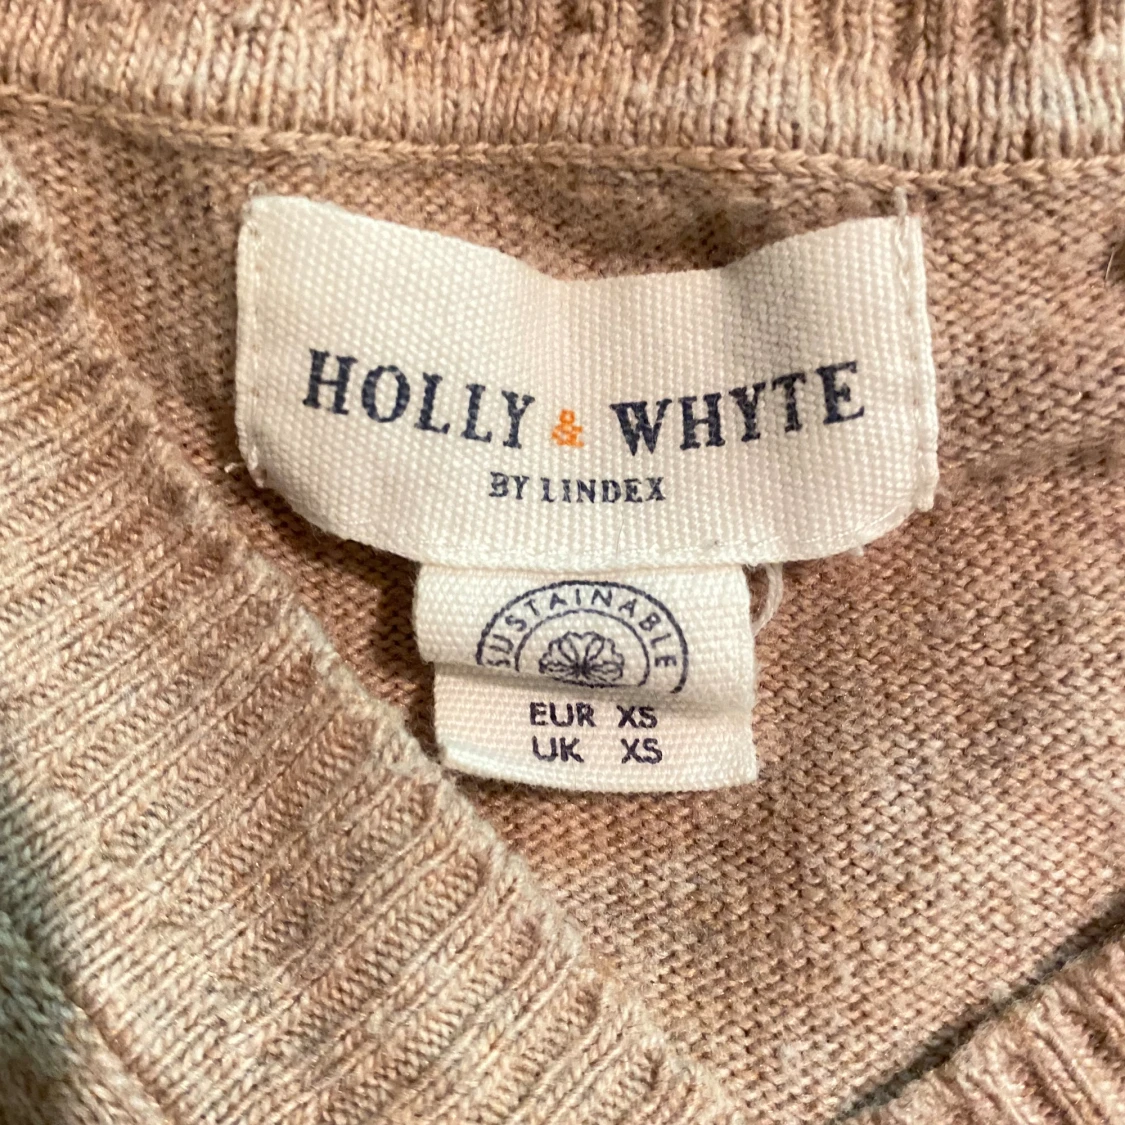 HOLLY & WHYTE
BY LINDEX
SUSTAINABLE
EUR XS
UK XS